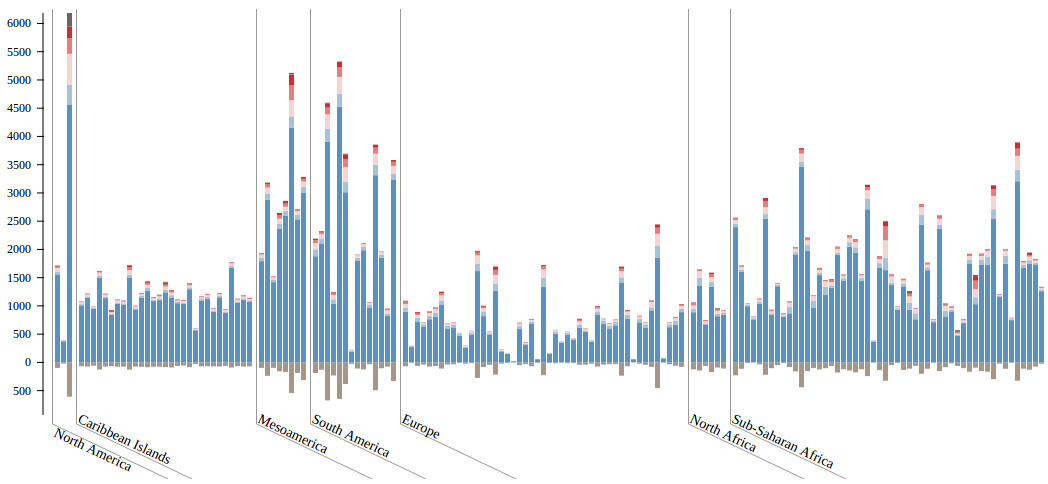 6000
5500
5000
4500
4000
3500
3000
2500
2000
1500
1000
500
0
500
North America
Caribbean Islands
Mesoamerica
South America
Europe
North Africa
Sub-Saharan Africa